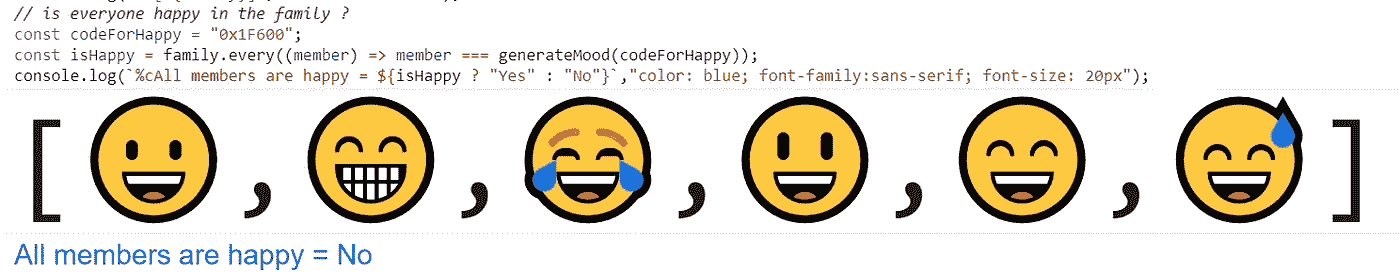 // is everyone happy in the family ?
const codeForHappy = "0x1F600";
const isHappy = family.every((member) => member === generateMood(codeForHappy));
console.log(`%cAll members are happy = ${isHappy ? "Yes" : "No"}`,"color: blue; font-family:sans-serif; font-size: 20px");
[😀,😁,😂,😃,😄,😅]
All members are happy = No